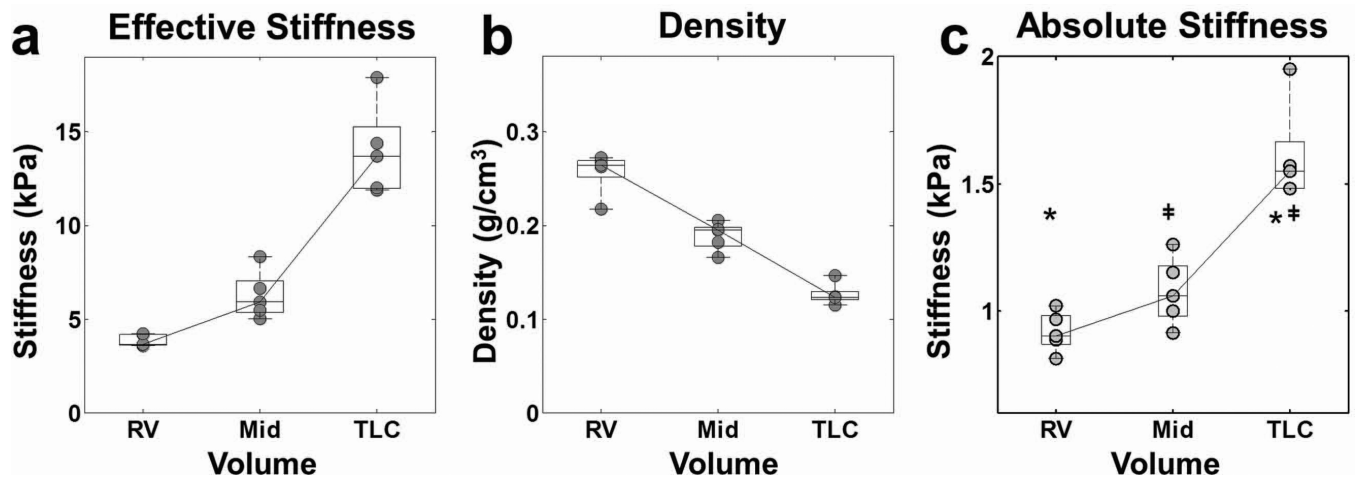 a Effective Stiffness
Stiffness (kPa)
15
10
5
0
RV Mid TLC
Volume
b Density
Density (g/cm³)
0.3
0.2
0.1
0
RV Mid TLC
Volume
c Absolute Stiffness
Stiffness (kPa)
2
1.5
1
* ‡ *‡
RV Mid TLC
Volume